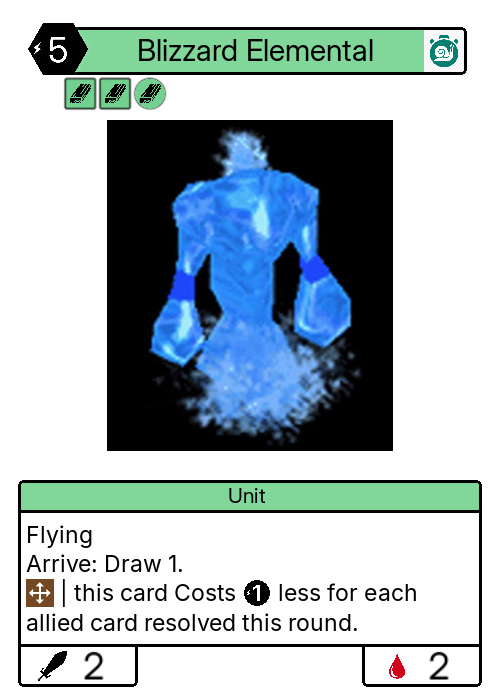 5
Blizzard Elemental
Unit
Flying
Arrive: Draw 1.
| this card Costs 1 less for each
allied card resolved this round.
2
2